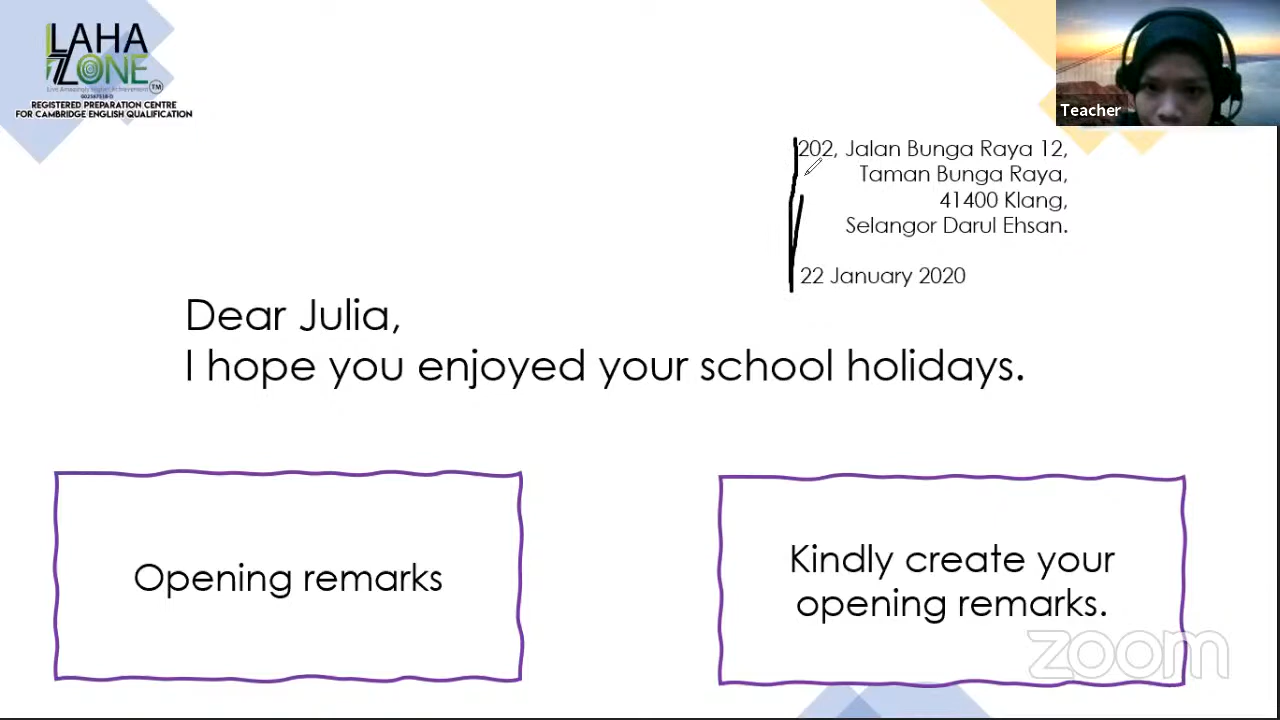 LAHA
ZONE
TM
REGISTERED PREPARATION CENTRE
FOR CAMBRIDGE ENGLISH QUALIFICATION
Teacher
202, Jalan Bunga Raya 12,
Taman Bunga Raya,
41400 Klang,
Selangor Darul Ehsan.
22 January 2020
Dear Julia,
I hope you enjoyed your school holidays.
Opening remarks
Kindly create your
opening remarks.
zoom